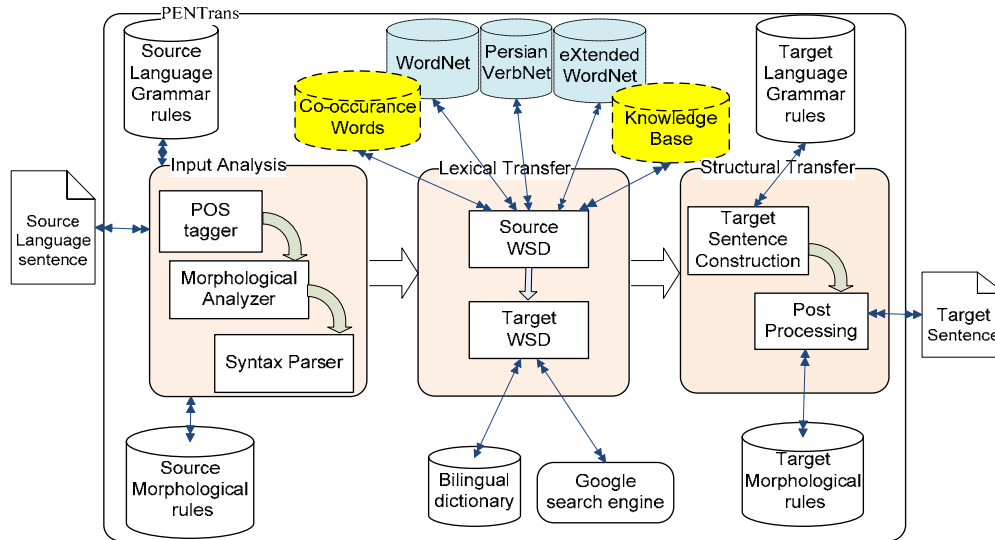 PENTrans
Source
Language
Grammar
rules
WordNet
Persian
VerbNet
eXtended
WordNet
Target
Language
Grammar
rules
Co-occurance
Words
Knowledge
Base
Input Analysis
Lexical Transfer
Structural Transfer
Source
Language
sentence
POS
tagger
Morphological
Analyzer
Syntax Parser
Source
WSD
Target
WSD
Target
Sentence
Construction
Post
Processing
Target
Sentence
Source
Morphological
rules
Bilingual
dictionary
Google
search engine
Target
Morphological
rules